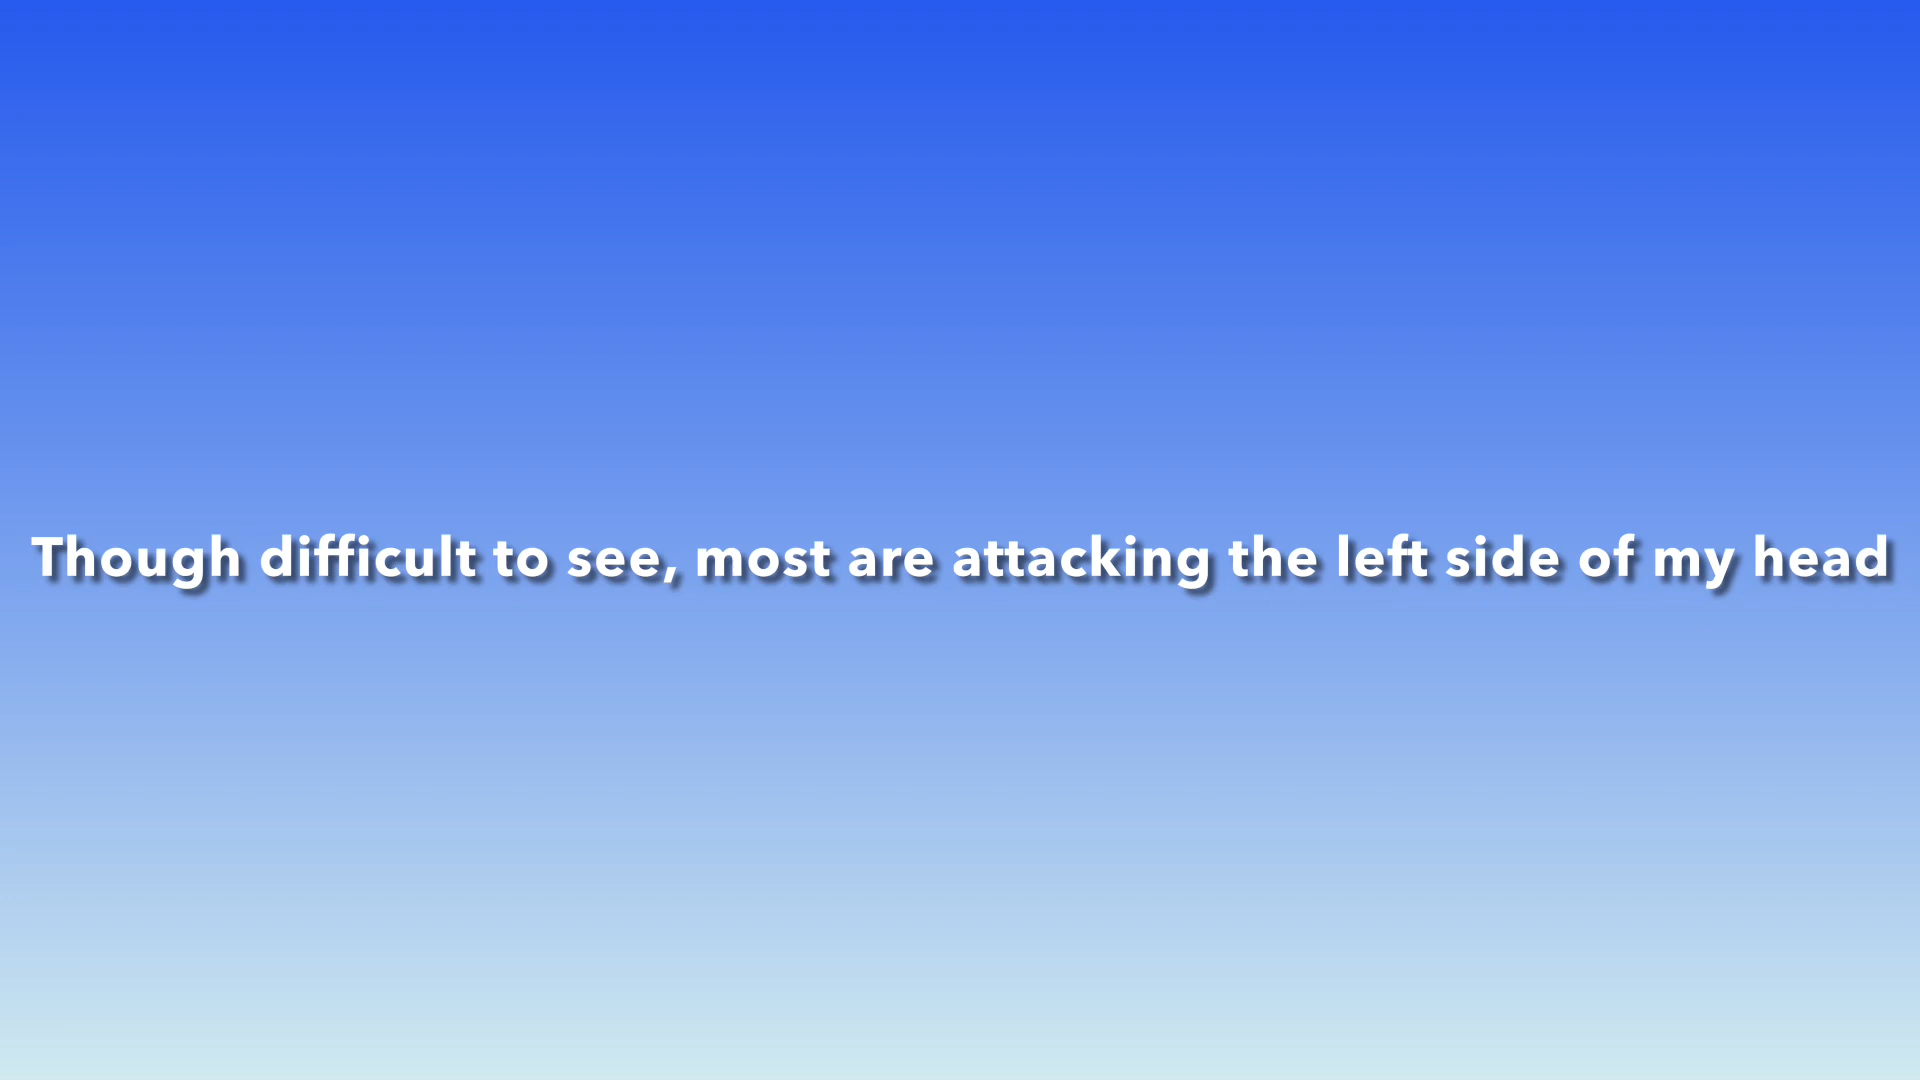 Though difficult to see, most are attacking the left side of my head